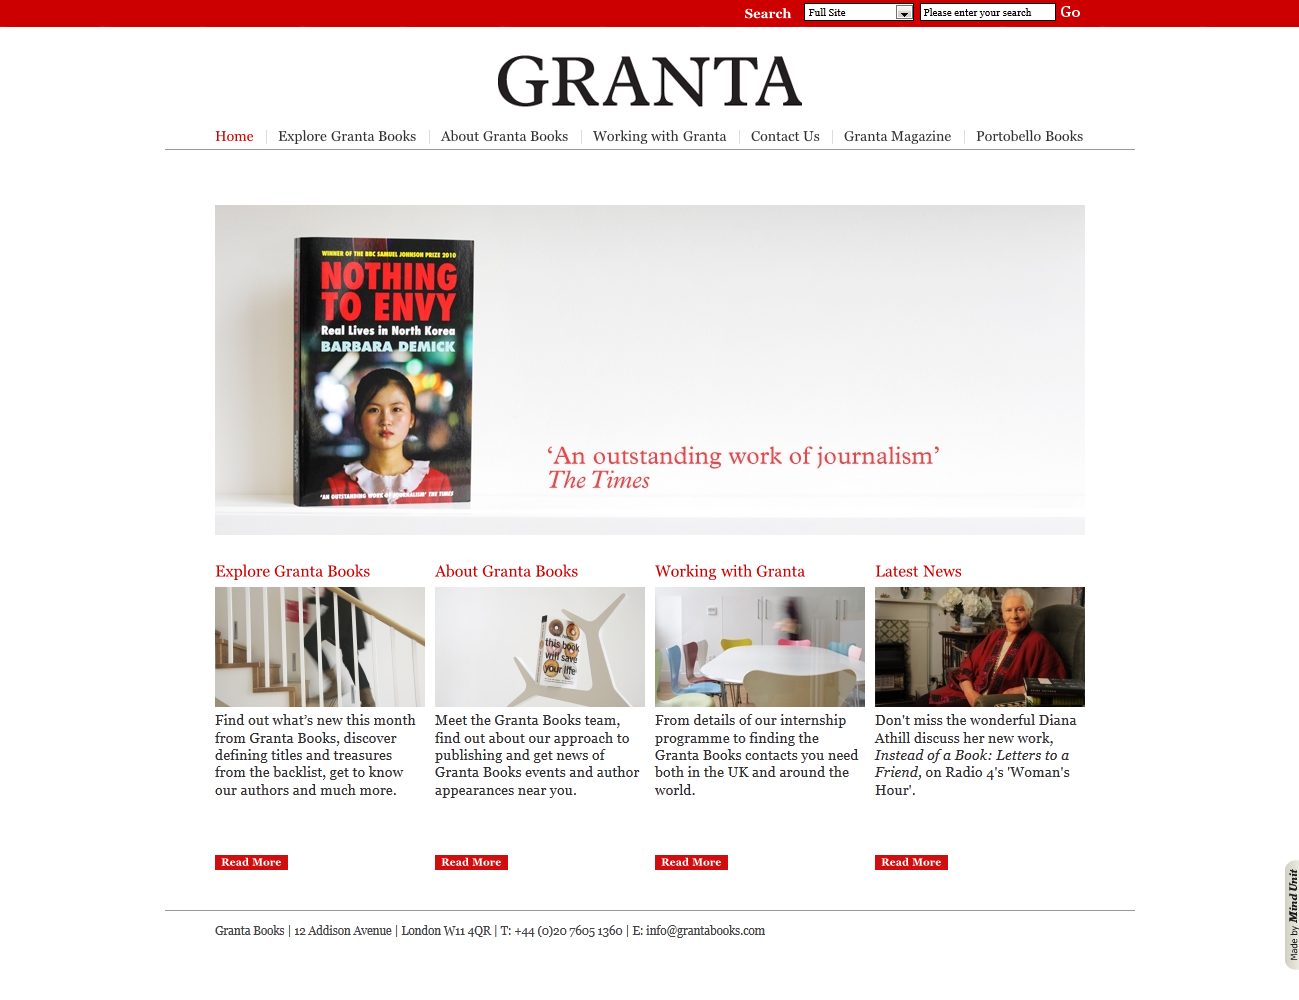 Search Full Site Please enter your search Go
GRANTA
Home Explore Granta Books About Granta Books Working with Granta Contact Us Granta Magazine Portobello Books
WINNER OF THE BBC SAMUEL JOHNSON PRIZE 2010
NOTHING
TO ENVY
Real Lives in North Korea
BARBARA DEMICK
'AN OUTSTANDING WORK OF JOURNALISM' THE TIMES
‘An outstanding work of journalism’
The Times
Explore Granta Books
Find out what’s new this month
from Granta Books, discover
defining titles and treasures
from the backlist, get to know
our authors and much more.
Read More
About Granta Books
this book
will save
your life
Meet the Granta Books team,
find out about our approach to
publishing and get news of
Granta Books events and author
appearances near you.
Read More
Working with Granta
From details of our internship
programme to finding the
Granta Books contacts you need
both in the UK and around the
world.
Read More
Latest News
Don't miss the wonderful Diana
Athill discuss her new work,
Instead of a Book: Letters to a
Friend, on Radio 4's 'Woman's
Hour'.
Read More
Granta Books | 12 Addison Avenue | London W11 4QR | T: +44 (0)20 7605 1360 | E: info@grantabooks.com
Made by Mind Unit